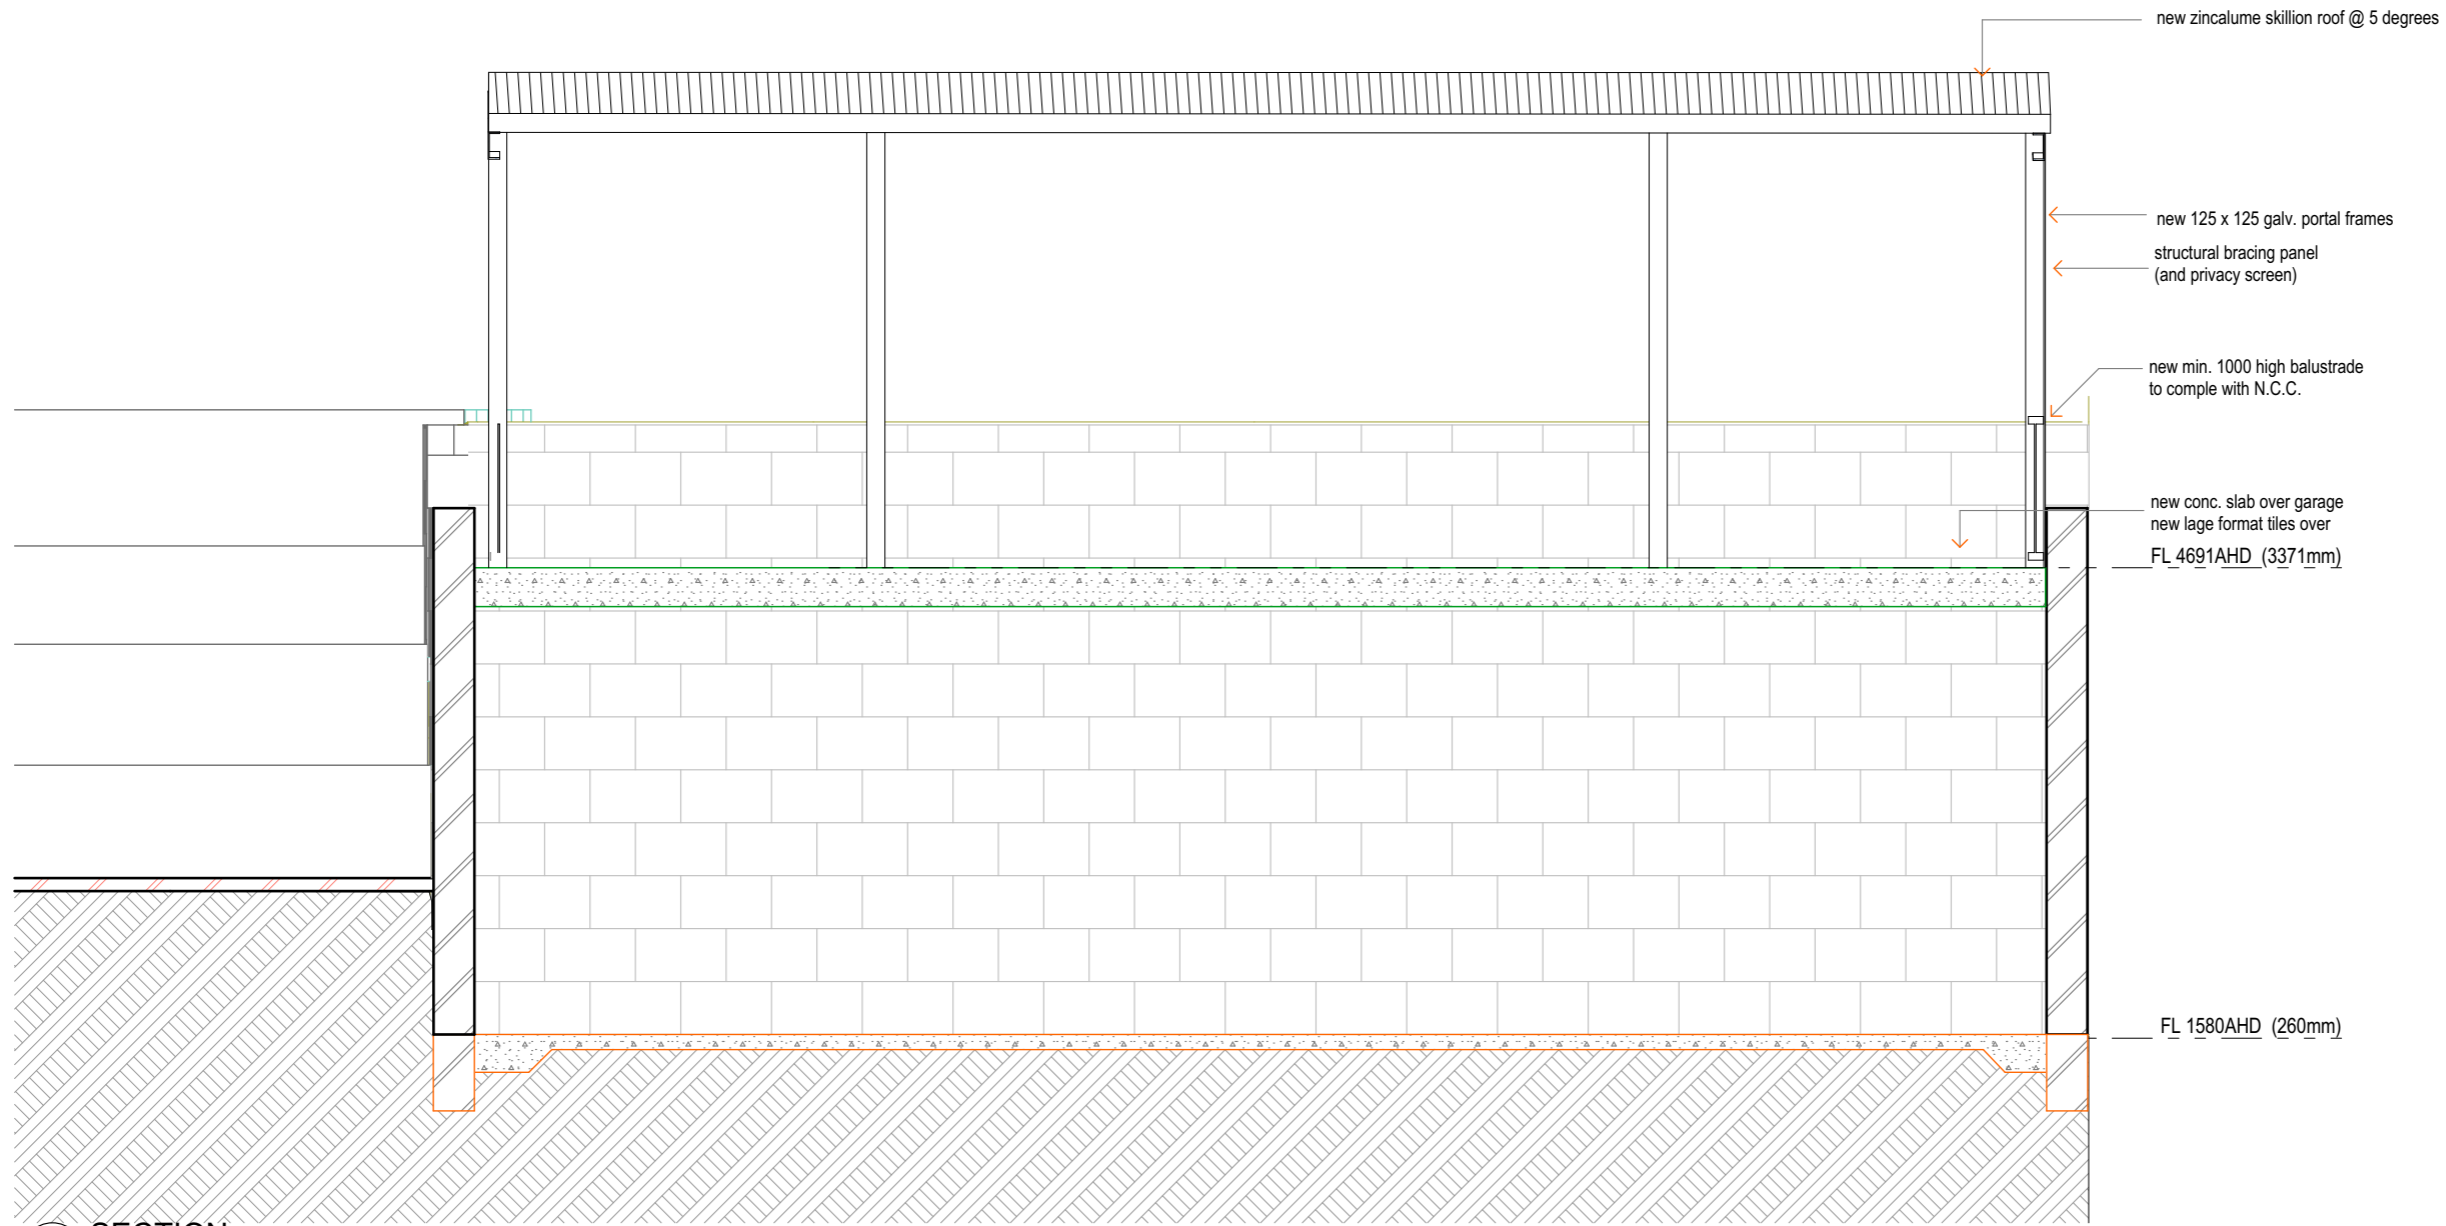 new zincalume skillion roof @ 5 degrees
new 125 x 125 galv. portal frames
structural bracing panel
(and privacy screen)
new min. 1000 high balustrade
to comple with N.C.C.
new conc. slab over garage
new lage format tiles over
FL 4691AHD (3371mm)
FL 1580AHD (260mm)
SECTION